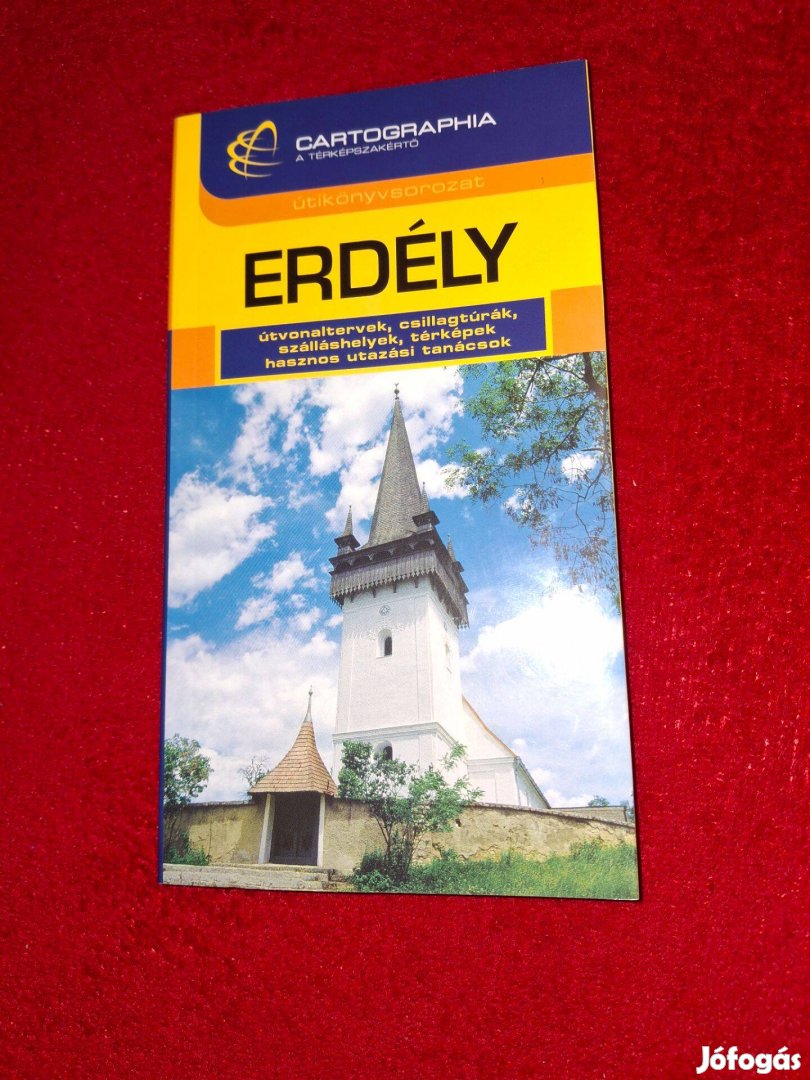 CARTOGRAPHIA
A TÉRKÉPSZAKÉRTŐ
útikönyvsorozat
ERDÉLY
útvonaltervek, csillagtúrák,
szálláshelyek, térképek
hasznos utazási tanácsok
Jófogás